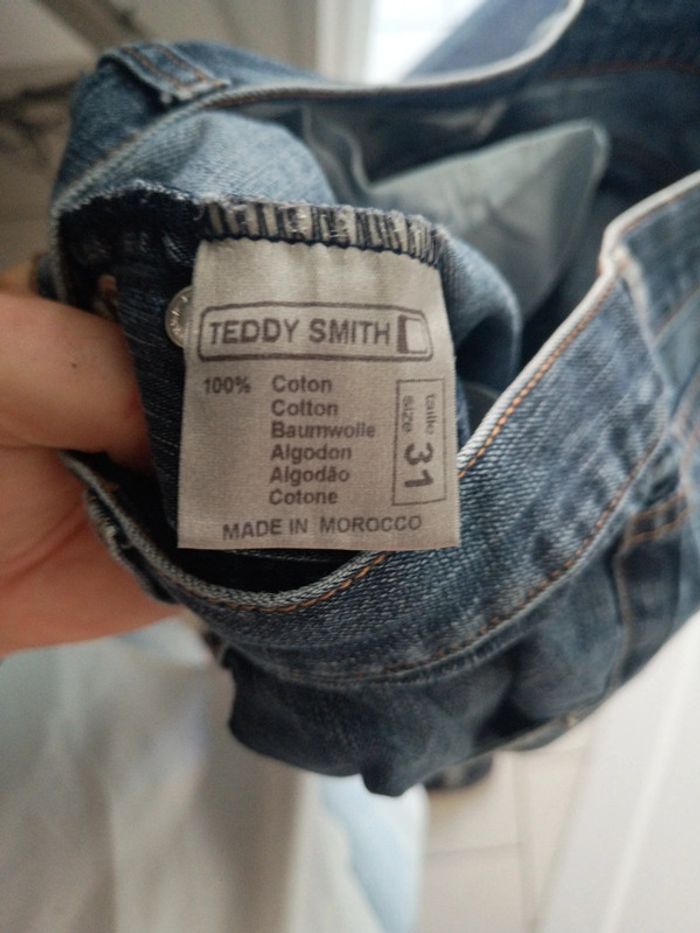 TEDDY SMITH
100% Coton
Cotton
Baumwolle
Algodon
Algodão
Cotone
taille
size
31
MADE IN MOROCCO